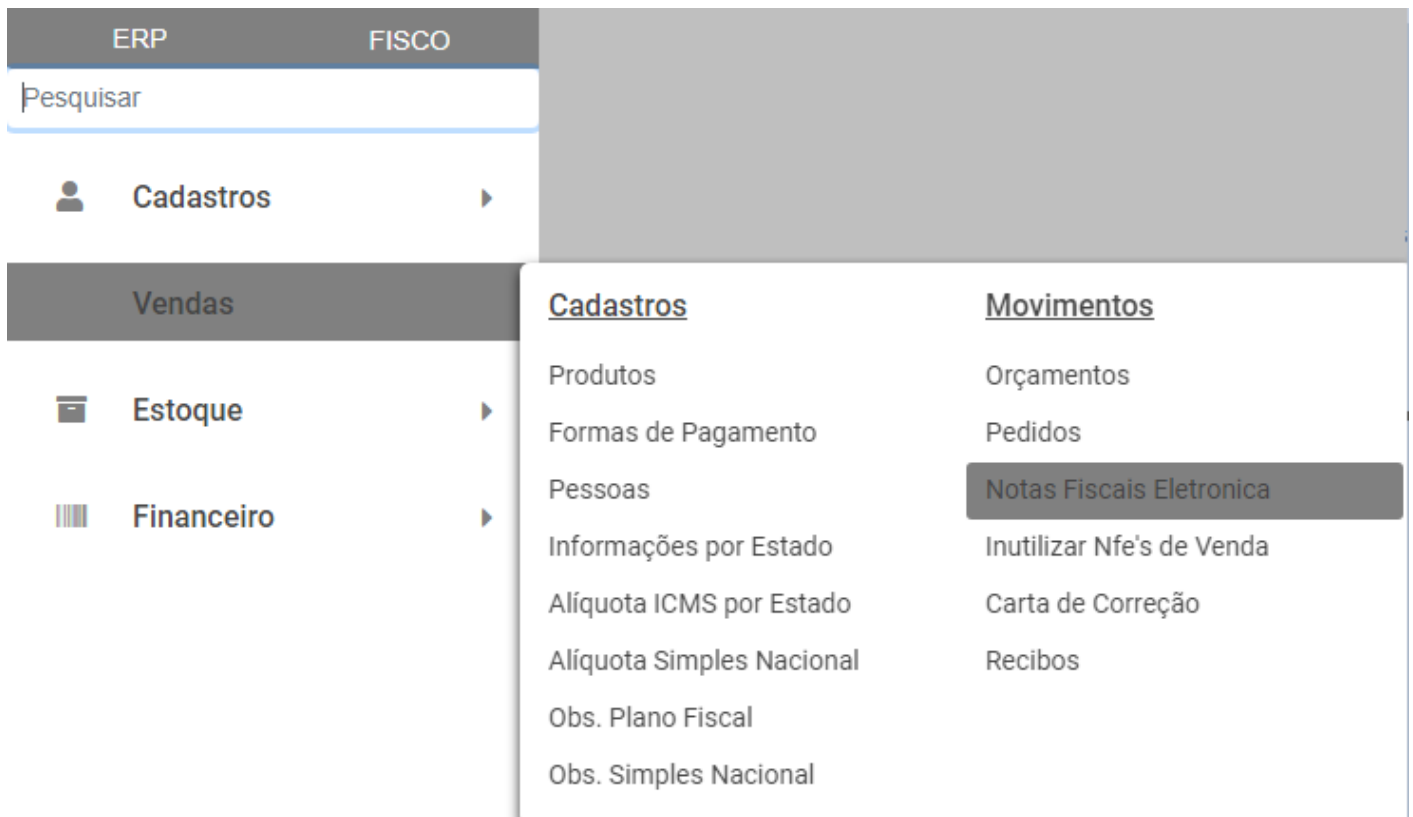 ERP FISCO
Pesquisar
Cadastros
Vendas
Estoque
Financeiro
Cadastros
Produtos
Formas de Pagamento
Pessoas
Informações por Estado
Alíquota ICMS por Estado
Alíquota Simples Nacional
Obs. Plano Fiscal
Obs. Simples Nacional
Movimentos
Orçamentos
Pedidos
Notas Fiscais Eletronica
Inutilizar Nfe's de Venda
Carta de Correção
Recibos